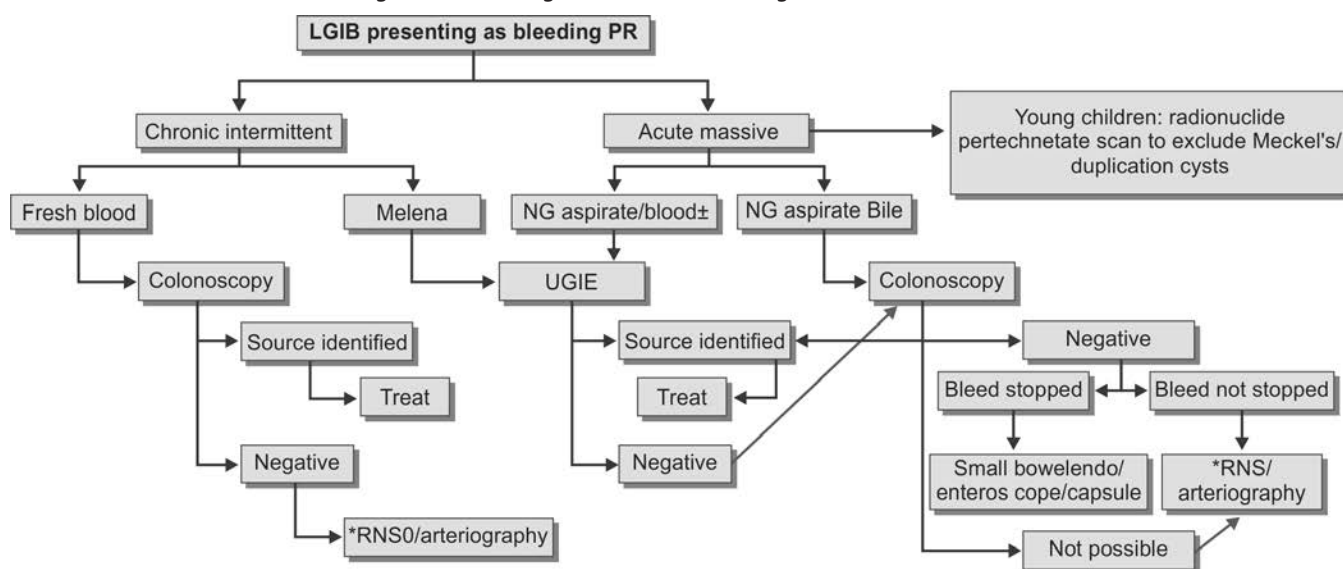 LGIB presenting as bleeding PR
Chronic intermittent
Acute massive
Young children: radionuclide
pertechnetate scan to exclude Meckel's/
duplication cysts
Fresh blood
Melena
NG aspirate/blood±
NG aspirate Bile
Colonoscopy
UGIE
Colonoscopy
Source identified
Source identified
Negative
Treat
Treat
Bleed stopped
Bleed not stopped
Negative
Negative
Small bowelendo/
enteros cope/capsule
*RNS/
arteriography
*RNS0/arteriography
Not possible